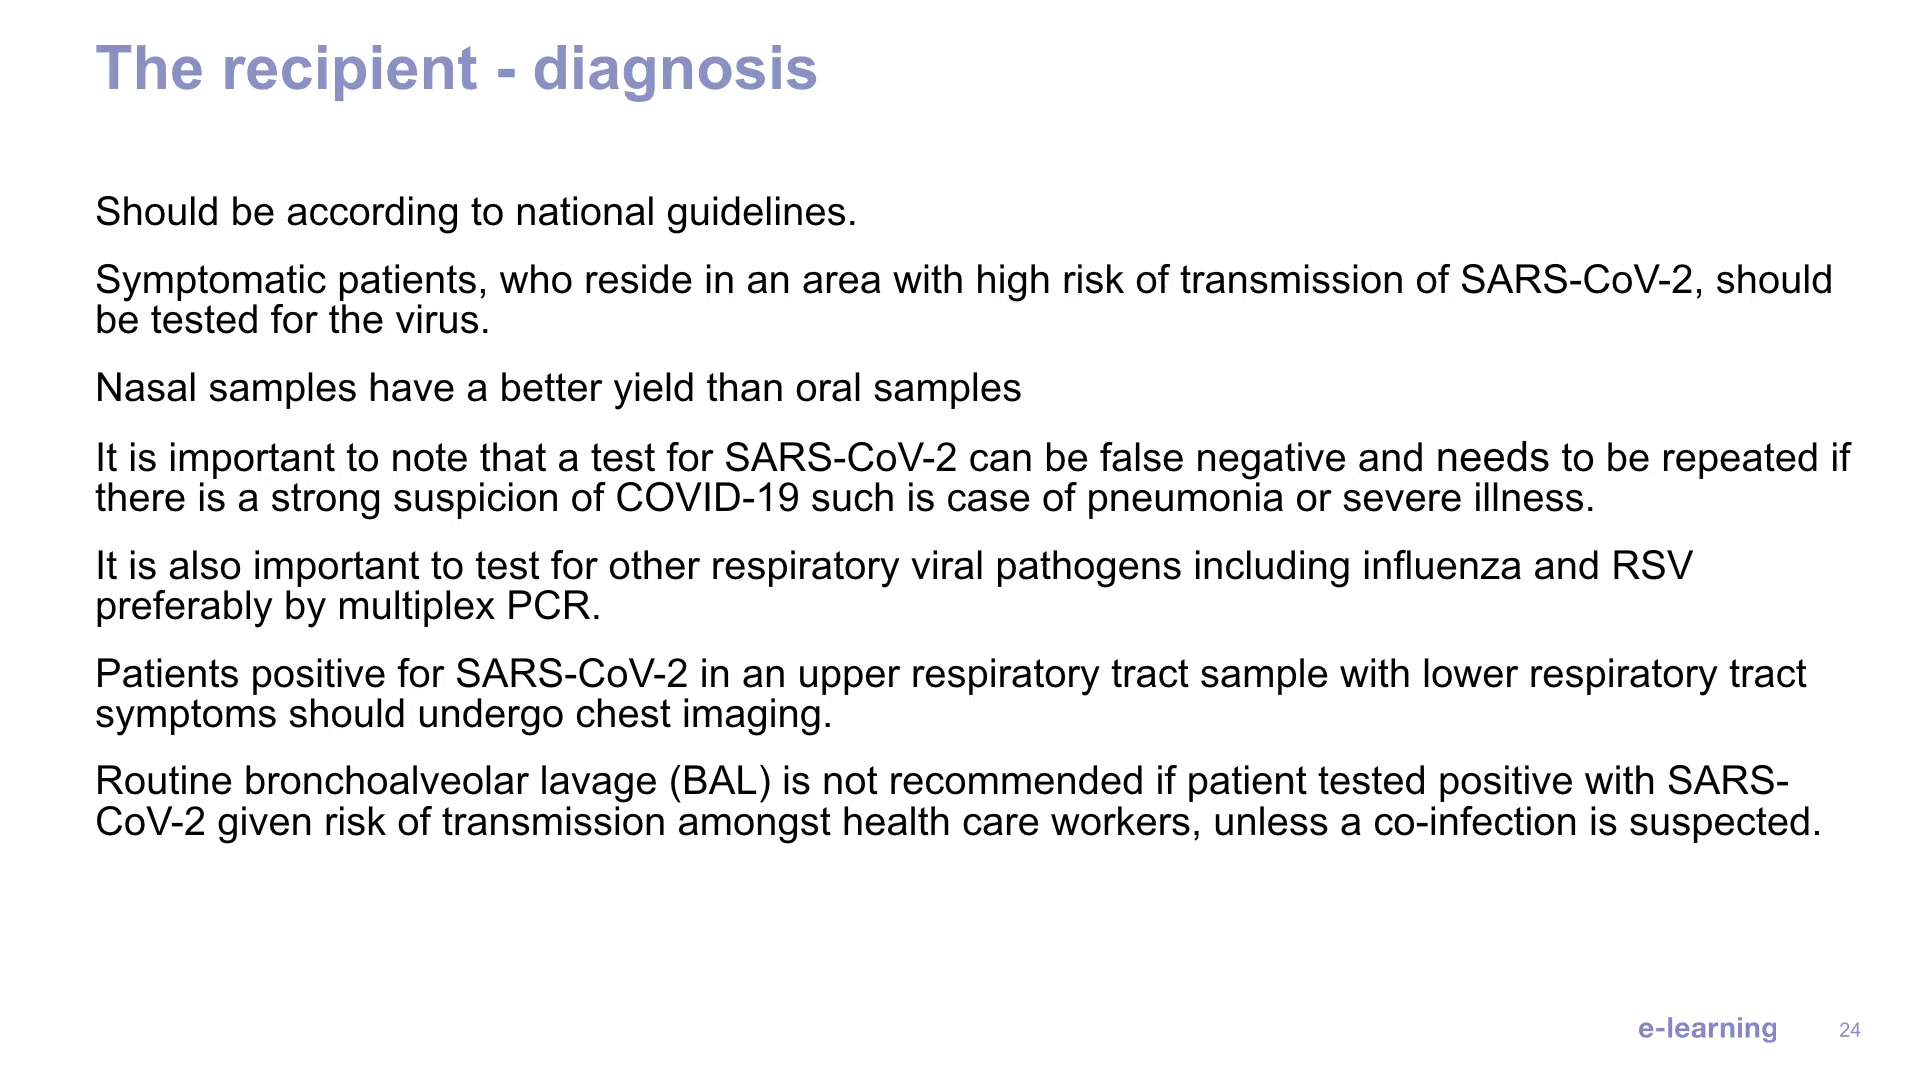 The recipient - diagnosis
Should be according to national guidelines.
Symptomatic patients, who reside in an area with high risk of transmission of SARS-CoV-2, should
be tested for the virus.
Nasal samples have a better yield than oral samples
It is important to note that a test for SARS-CoV-2 can be false negative and needs to be repeated if
there is a strong suspicion of COVID-19 such is case of pneumonia or severe illness.
It is also important to test for other respiratory viral pathogens including influenza and RSV
preferably by multiplex PCR.
Patients positive for SARS-CoV-2 in an upper respiratory tract sample with lower respiratory tract
symptoms should undergo chest imaging.
Routine bronchoalveolar lavage (BAL) is not recommended if patient tested positive with SARS-
CoV-2 given risk of transmission amongst health care workers, unless a co-infection is suspected.
e-learning 24